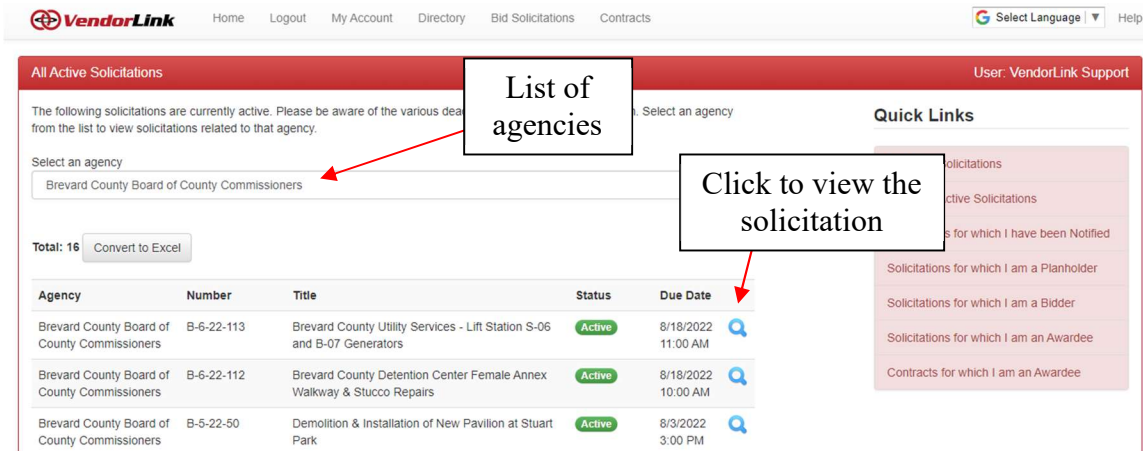 VendorLink Home Logout My Account Directory Bid Solicitations Contracts Select Language ▼ Help
All Active Solicitations User: VendorLink Support
List of
agencies
The following solicitations are currently active. Please be aware of the various . Select an agency
from the list to view solicitations related to that agency.
Quick Links
Select an agency
Brevard County Board of County Commissioners
Click to view the
solicitation
Total: 16 Convert to Excel
olicitations
ctive Solicitations
s for which I have been Notified
Solicitations for which I am a Planholder
Solicitations for which I am a Bidder
Solicitations for which I am an Awardee
Contracts for which I am an Awardee
Agency Number Title Status Due Date
Brevard County Board of B-6-22-113 Brevard County Utility Services - Lift Station S-06 Active 8/18/2022
County Commissioners and B-07 Generators 11:00 AM
Brevard County Board of B-6-22-112 Brevard County Detention Center Female Annex Active 8/18/2022
County Commissioners Walkway & Stucco Repairs 10:00 AM
Brevard County Board of B-5-22-50 Demolition & Installation of New Pavilion at Stuart Active 8/3/2022
County Commissioners Park 3:00 PM